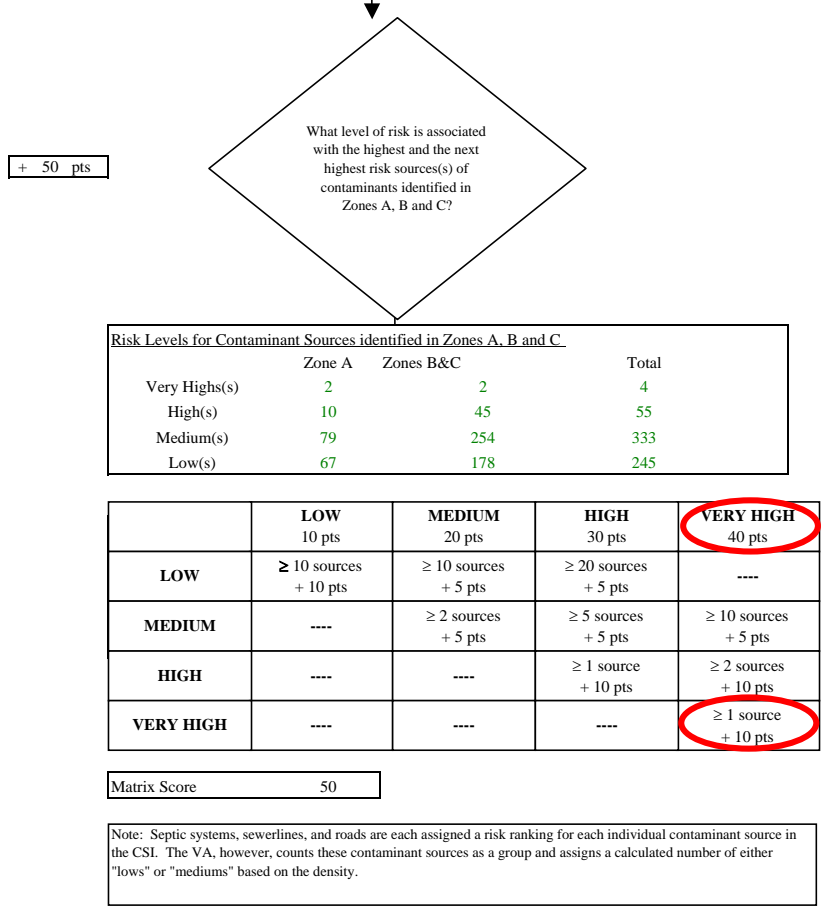 What level of risk is associated
with the highest and the next
highest risk sources(s) of
contaminants identified in
Zones A, B and C?
+ 50 pts
Risk Levels for Contaminant Sources identified in Zones A, B and C
Zone A Zones B&C Total
Very Highs(s) 2 2 4
High(s) 10 45 55
Medium(s) 79 254 333
Low(s) 67 178 245
LOW MEDIUM HIGH VERY HIGH
10 pts 20 pts 30 pts 40 pts
LOW ≥ 10 sources ≥ 10 sources ≥ 20 sources ----
+ 10 pts + 5 pts + 5 pts
MEDIUM ---- ≥ 2 sources ≥ 5 sources ≥ 10 sources
+ 5 pts + 5 pts + 5 pts
HIGH ---- ---- ≥ 1 source ≥ 2 sources
+ 10 pts + 10 pts
VERY HIGH ---- ---- ---- ≥ 1 source
+ 10 pts
Matrix Score 50
Note: Septic systems, sewerlines, and roads are each assigned a risk ranking for each individual contaminant source in
the CSI. The VA, however, counts these contaminant sources as a group and assigns a calculated number of either
"lows" or "mediums" based on the density.